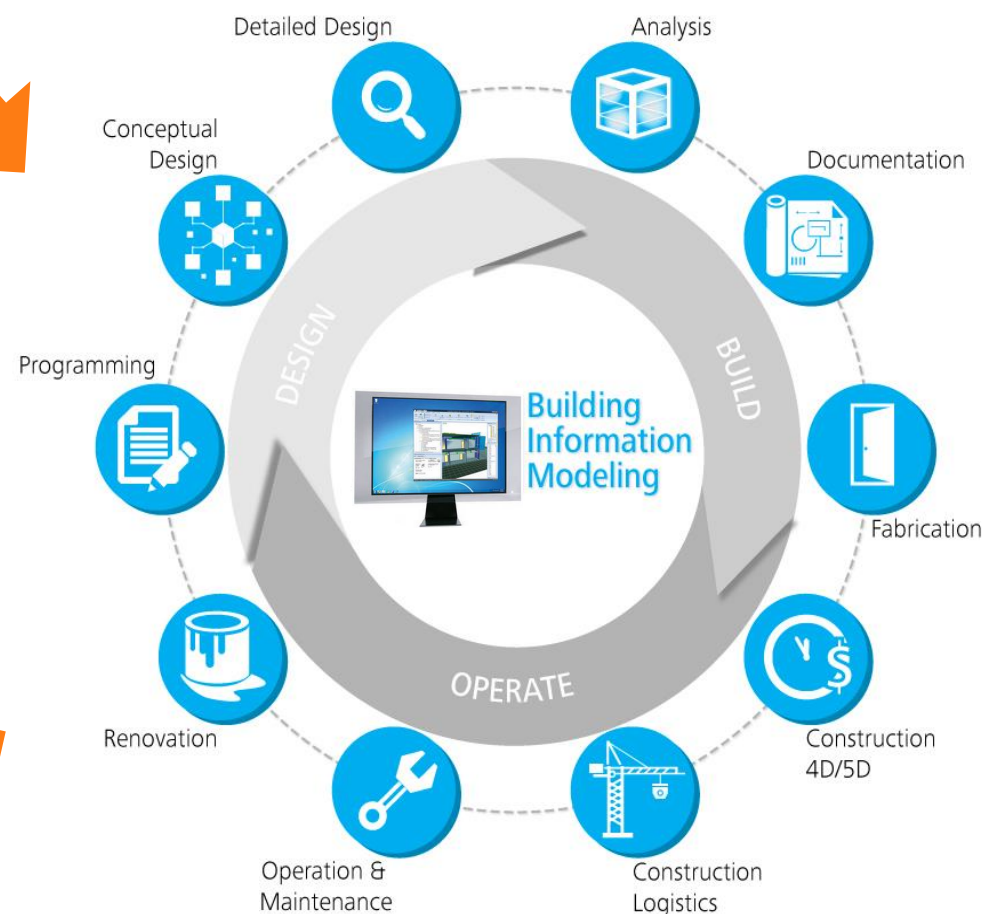 Detailed Design
Analysis
Conceptual
Design
Documentation
Programming
DESIGN
BUILD
Building
Information
Modeling
Fabrication
Renovation
OPERATE
Construction
4D/5D
Operation &
Maintenance
Construction
Logistics
$